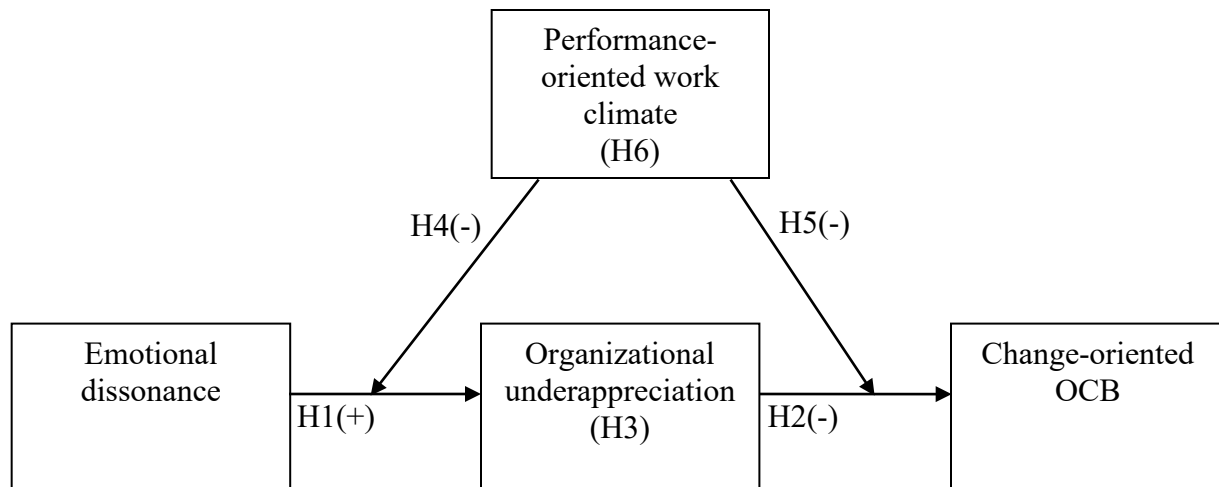 Performance-
oriented work
climate
(H6)
H4(-)
H5(-)
Emotional
dissonance
Organizational
underappreciation
(H3)
Change-oriented
OCB
H1(+)
H2(-)